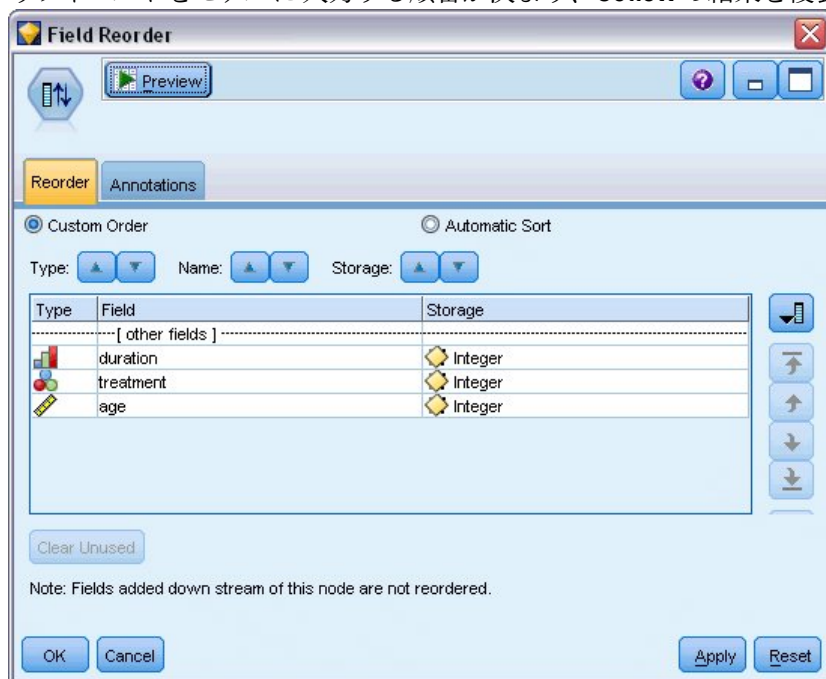 Field Reorder
Preview
Reorder Annotations
Custom Order Automatic Sort
Type: Name: Storage:
Type Field Storage
[ other fields ]
duration Integer
treatment Integer
age Integer
Clear Unused
Note: Fields added down stream of this node are not reordered.
OK Cancel Apply Reset